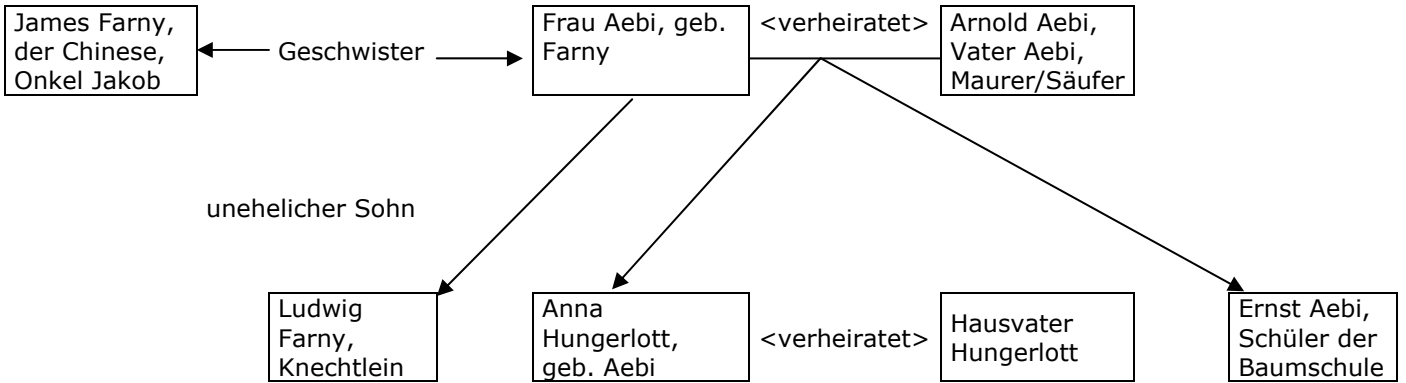 James Farny,
der Chinese,
Onkel Jakob
Geschwister
Frau Aebi, geb.
Farny
<verheiratet>
Arnold Aebi,
Vater Aebi,
Maurer/Säufer
unehelicher Sohn
Ludwig
Farny,
Knechtlein
Anna
Hungerlott,
geb. Aebi
<verheiratet>
Hausvater
Hungerlott
Ernst Aebi,
Schüler der
Baumschule